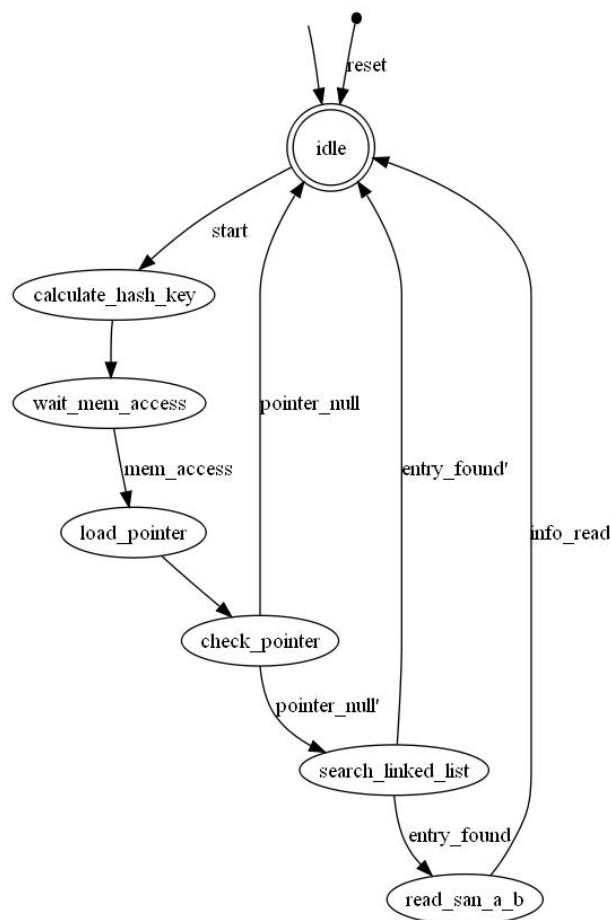 reset
idle
start
calculate_hash_key
wait_mem_access
pointer_null
mem_access
entry_found'
load_pointer
info_read
check_pointer
pointer_null'
search_linked_list
entry_found
read_san_a_b